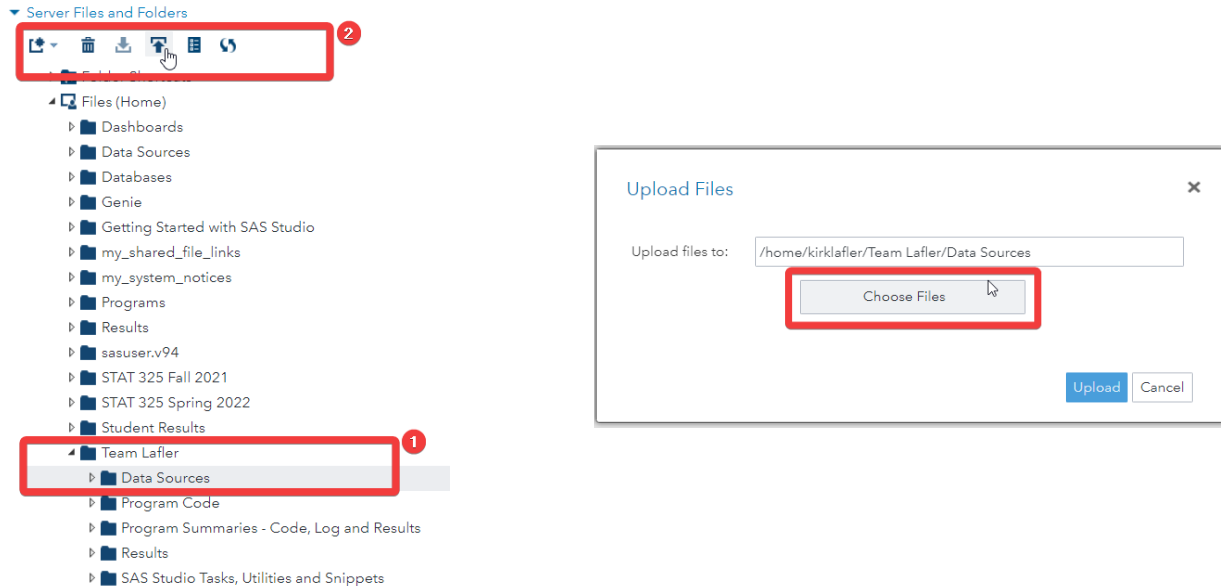 Server Files and Folders
2
Folder Shortcuts
Files (Home)
Dashboards
Data Sources
Databases
Genie
Getting Started with SAS Studio
my_shared_file_links
my_system_notices
Programs
Results
sasuser.v94
STAT 325 Fall 2021
STAT 325 Spring 2022
Student Results
1
Team Lafler
Data Sources
Program Code
Program Summaries - Code, Log and Results
Results
SAS Studio Tasks, Utilities and Snippets
Upload Files
Upload files to: /home/kirklafler/Team Lafler/Data Sources
Choose Files
Upload Cancel